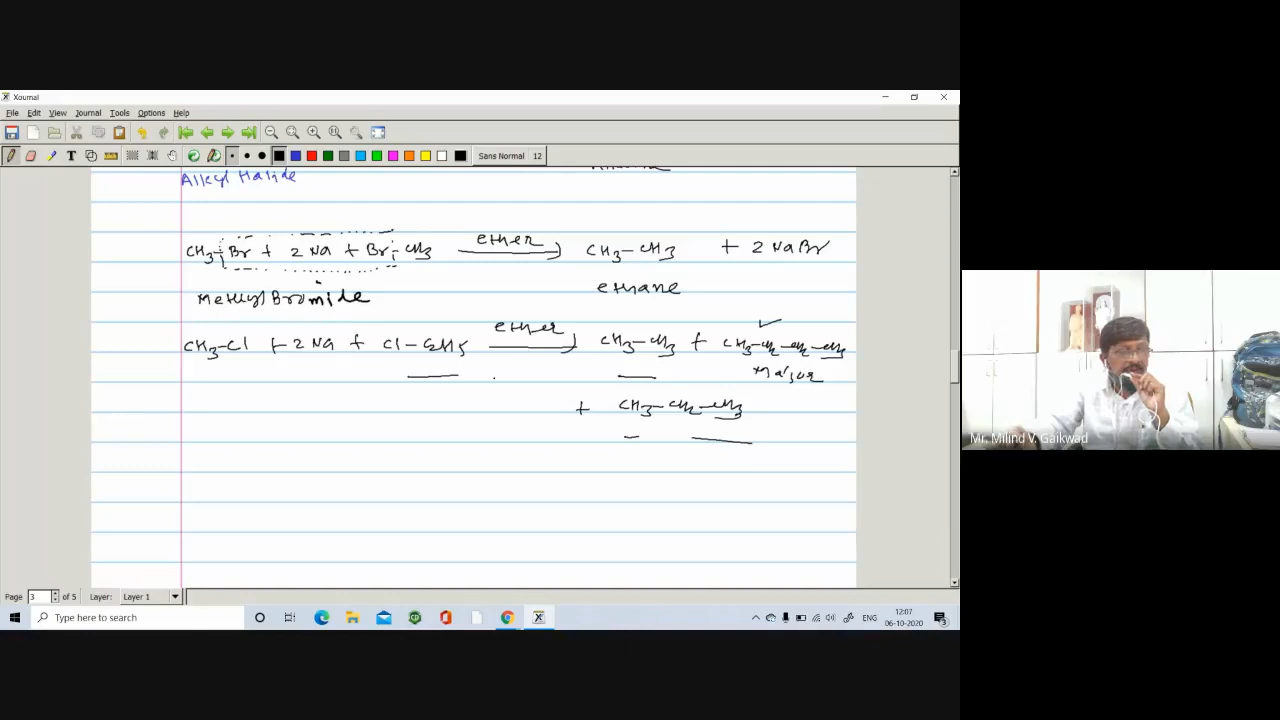 Xournal
File Edit View Journal Tools Options Help
Sans Normal 12
Alkyl Halide
CH3-Br + 2 Na + Br-CH3 ether CH3-CH3 + 2 NaBr
Methyl Bromide ethane
CH3-Cl + 2 Na + Cl-C2H5 ether CH3-CH3 + CH3-CH2-CH2-CH3
Major
+ CH3-CH2-CH3
Mr. Milind V. Gaikwad
Page 3 of 5 Layer: Layer 1
Type here to search
ENG
12:07
06-10-2020
3